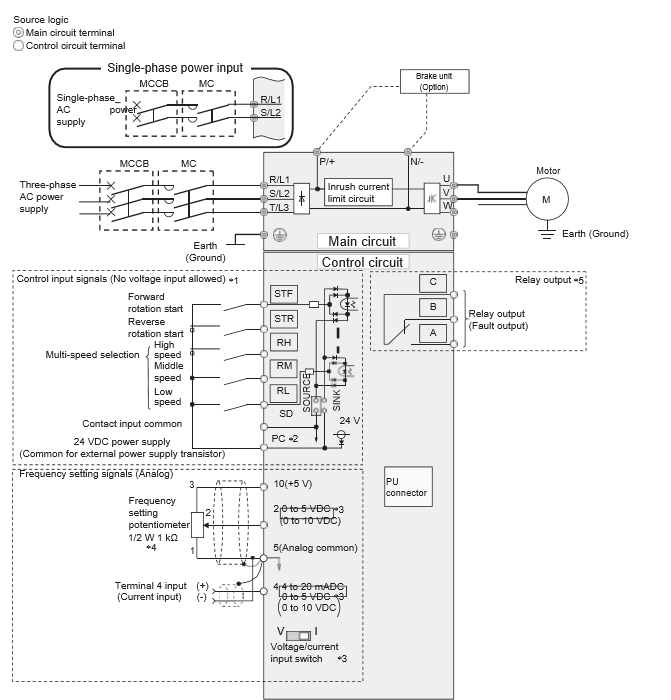 Source logic
Main circuit terminal
Control circuit terminal
Single-phase power input
MCCB MC
Single-phase
AC power
supply
R/L1
S/L2
Brake unit
(Option)
P/+ N/-
MCCB MC
Three-phase
AC power
supply
R/L1
S/L2
T/L3
Inrush current
limit circuit
U
V
W
Motor
M
Earth
(Ground)
Earth (Ground)
Main circuit
Control circuit
Control input signals (No voltage input allowed) *1
Forward
rotation start
Reverse
rotation start
Multi-speed selection
High
speed
Middle
speed
Low
speed
Contact input common
24 VDC power supply
(Common for external power supply transistor)
STF
STR
RH
RM
RL
SD
PC *2
SOURCE
SINK
24 V
Relay output *5
C
B
A
Relay output
(Fault output)
Frequency setting signals (Analog)
Frequency
setting
potentiometer
1/2 W 1 kΩ
*4
3
2
1
10(+5 V)
2 0 to 5 VDC *3
(0 to 10 VDC)
5(Analog common)
Terminal 4 input
(Current input)
(+)
(-)
4 4 to 20 mADC
0 to 5 VDC *3
(0 to 10 VDC)
V I
Voltage/current
input switch *3
PU
connector